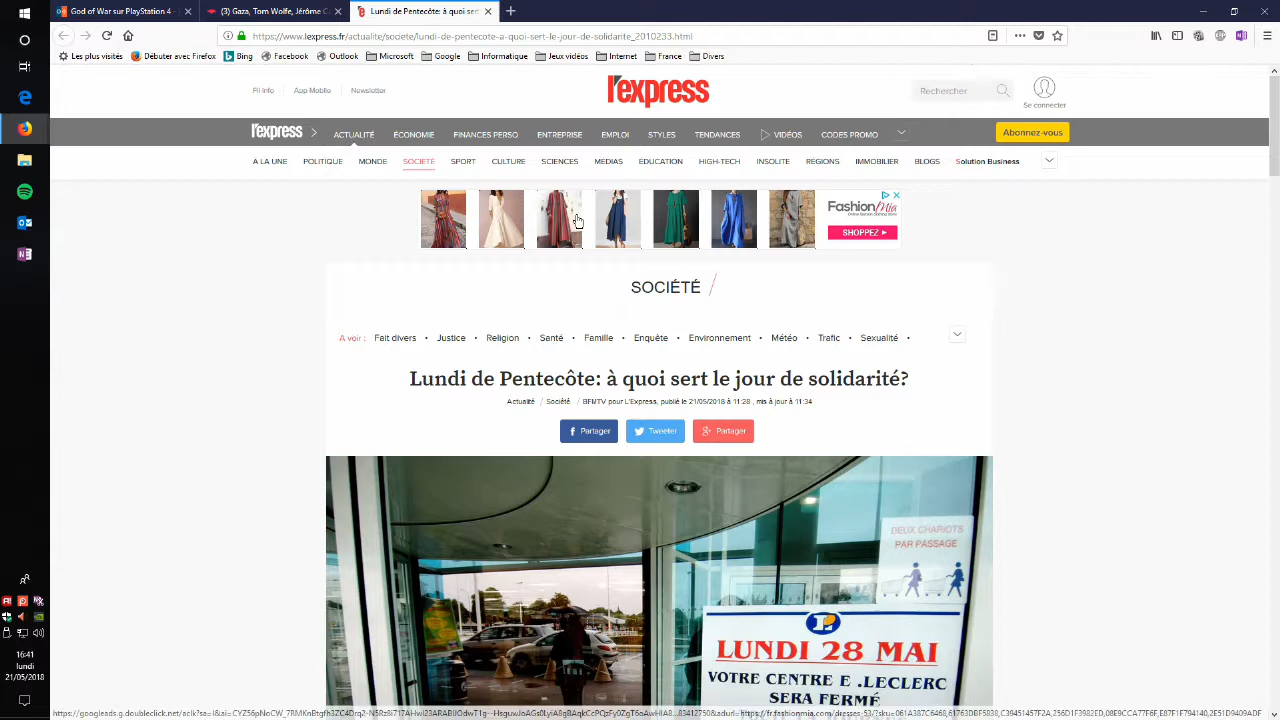 God of War sur PlayStation 4 -
(3) Gaza, Tom Wolfe, Jérôme C
Lundi de Pentecôte: à quoi ser
https://www.lexpress.fr/actualite/societe/lundi-de-pentecote-a-quoi-sert-le-jour-de-solidarite_2010233.html
Les plus visités Débuter avec Firefox Bing Facebook Outlook Microsoft Google Informatique Jeux vidéos Internet France Divers
Fil Info App Mobile Newsletter
l'express
Rechercher
Se connecter
l'express ACTUALITÉ ÉCONOMIE FINANCES PERSO ENTREPRISE EMPLOI STYLES TENDANCES VIDÉOS CODES PROMO Abonnez-vous
A LA UNE POLITIQUE MONDE SOCIÉTÉ SPORT CULTURE SCIENCES MEDIAS EDUCATION HIGH-TECH INSOLITE RÉGIONS IMMOBILIER BLOGS Solution Business
FashionMia
Online fashion clothing store
SHOPPEZ
SOCIÉTÉ /
A voir : Fait divers • Justice • Religion • Santé • Famille • Enquête • Environnement • Météo • Trafic • Sexualité •
Lundi de Pentecôte: à quoi sert le jour de solidarité?
Actualité / Société / BFMTV pour L'Express, publié le 21/05/2018 à 11:28 , mis à jour à 11:34
Partager Tweeter Partager
DEUX CHARIOTS
PAR PASSAGE
LUNDI 28 MAI
VOTRE CENTRE E .LECLERC
SERA FERMÉ
16:41
lundi
21/05/2018